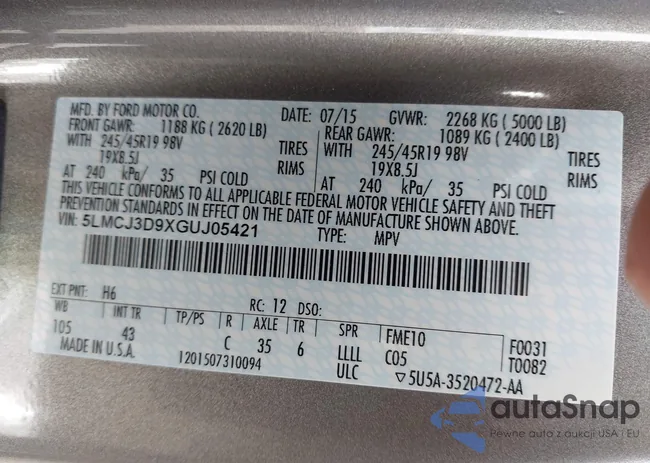 MFD. BY FORD MOTOR CO.
DATE: 07/15 GVWR: 2268 KG ( 5000 LB)
FRONT GAWR: 1188 KG ( 2620 LB) REAR GAWR: 1089 KG ( 2400 LB)
WITH 245/45R19 98V TIRES WITH 245/45R19 98V TIRES
19X8.5J RIMS 19X8.5J RIMS
AT 240 kPa/ 35 PSI COLD AT 240 kPa/ 35 PSI COLD
THIS VEHICLE CONFORMS TO ALL APPLICABLE FEDERAL MOTOR VEHICLE SAFETY AND THEFT
PREVENTION STANDARDS IN EFFECT ON THE DATE OF MANUFACTURE SHOWN ABOVE.
VIN: 5LMCJ3D9XGUJ05421 TYPE: MPV
EXT PNT: H6 RC: 12 DSO:
WB INT TR TP/PS R AXLE TR SPR FME10 F0031
105 43 C 35 6 LLLL C05 T0082
MADE IN U.S.A. 1201507310094 ULC ▽5U5A-3520472-AA
autaSnap
Pewne auta z aukcji USA i EU